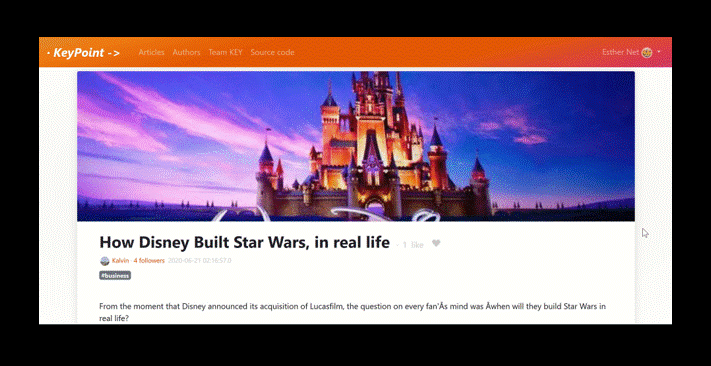 · KeyPoint ->
Articles Authors Team KEY Source code
Esther Net
How Disney Built Star Wars, in real life · 1 like
Kalvin · 4 followers 2020-06-21 02:16:57.0
#business
From the moment that Disney announced its acquisition of Lucasfilm, the question on every fan'Âs mind was Âwhen will they build Star Wars in
real life?